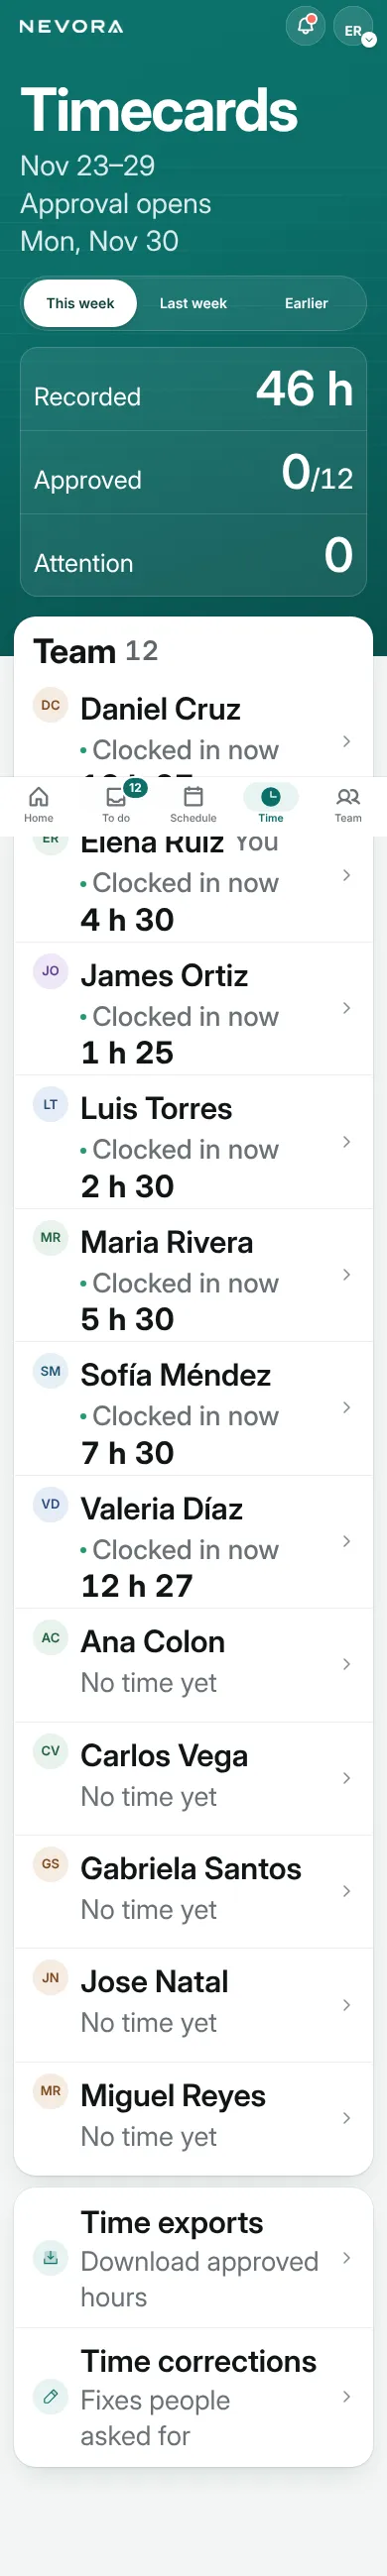 NEVORA
ER
Timecards
Nov 23–29
Approval opens
Mon, Nov 30
This week
Last week
Earlier
Recorded
46 h
Approved
0/12
Attention
0
Team 12
DC
Daniel Cruz
Clocked in now
Home
To do
12
Schedule
Time
Team
ER
Elena Ruiz You
Clocked in now
4 h 30
JO
James Ortiz
Clocked in now
1 h 25
LT
Luis Torres
Clocked in now
2 h 30
MR
Maria Rivera
Clocked in now
5 h 30
SM
Sofía Méndez
Clocked in now
7 h 30
VD
Valeria Díaz
Clocked in now
12 h 27
AC
Ana Colon
No time yet
CV
Carlos Vega
No time yet
GS
Gabriela Santos
No time yet
JN
Jose Natal
No time yet
MR
Miguel Reyes
No time yet
Time exports
Download approved
hours
Time corrections
Fixes people
asked for